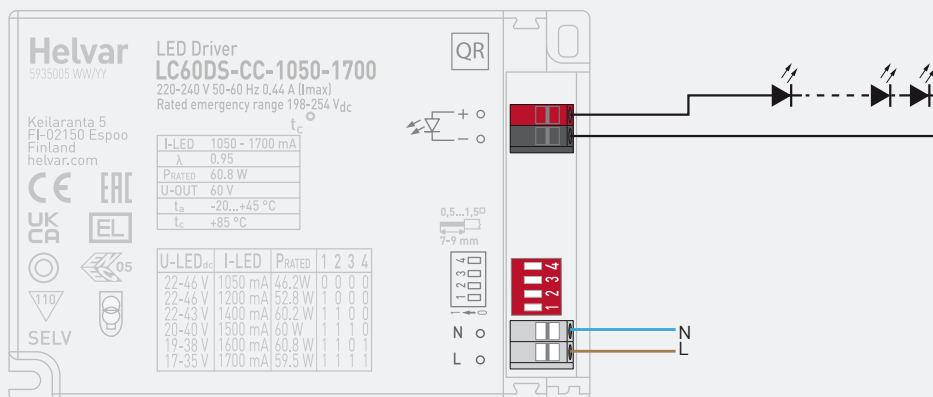 Helvar
5935005 WW/YY
LED Driver
LC60DS-CC-1050-1700
220-240 V 50-60 Hz 0.44 A (Imax)
Rated emergency range 198-254 Vdc
QR
tc
Keilaranta 5
FI-02150 Espoo
Finland
helvar.com
I-LED 1050 - 1700 mA
λ 0.95
PRATED 60.8 W
U-OUT 60 V
ta -20...+45 °C
tc +85 °C
+
–
CE EAC
UK
CA
EL
05
110
SELV
0,5...1,5
7-9 mm
U-LEDdc I-LED PRATED 1 2 3 4
22-46 V 1050 mA 46.2W 0 0 0 0
22-46 V 1200 mA 52.8 W 1 0 0 0
22-43 V 1400 mA 60.2 W 1 1 0 0
20-40 V 1500 mA 60 W 1 1 1 0
19-38 V 1600 mA 60.8 W 1 1 0 1
17-35 V 1700 mA 59.5 W 1 1 1 1
1 2 3 4
1 0
1 2 3 4
N
L
N
L